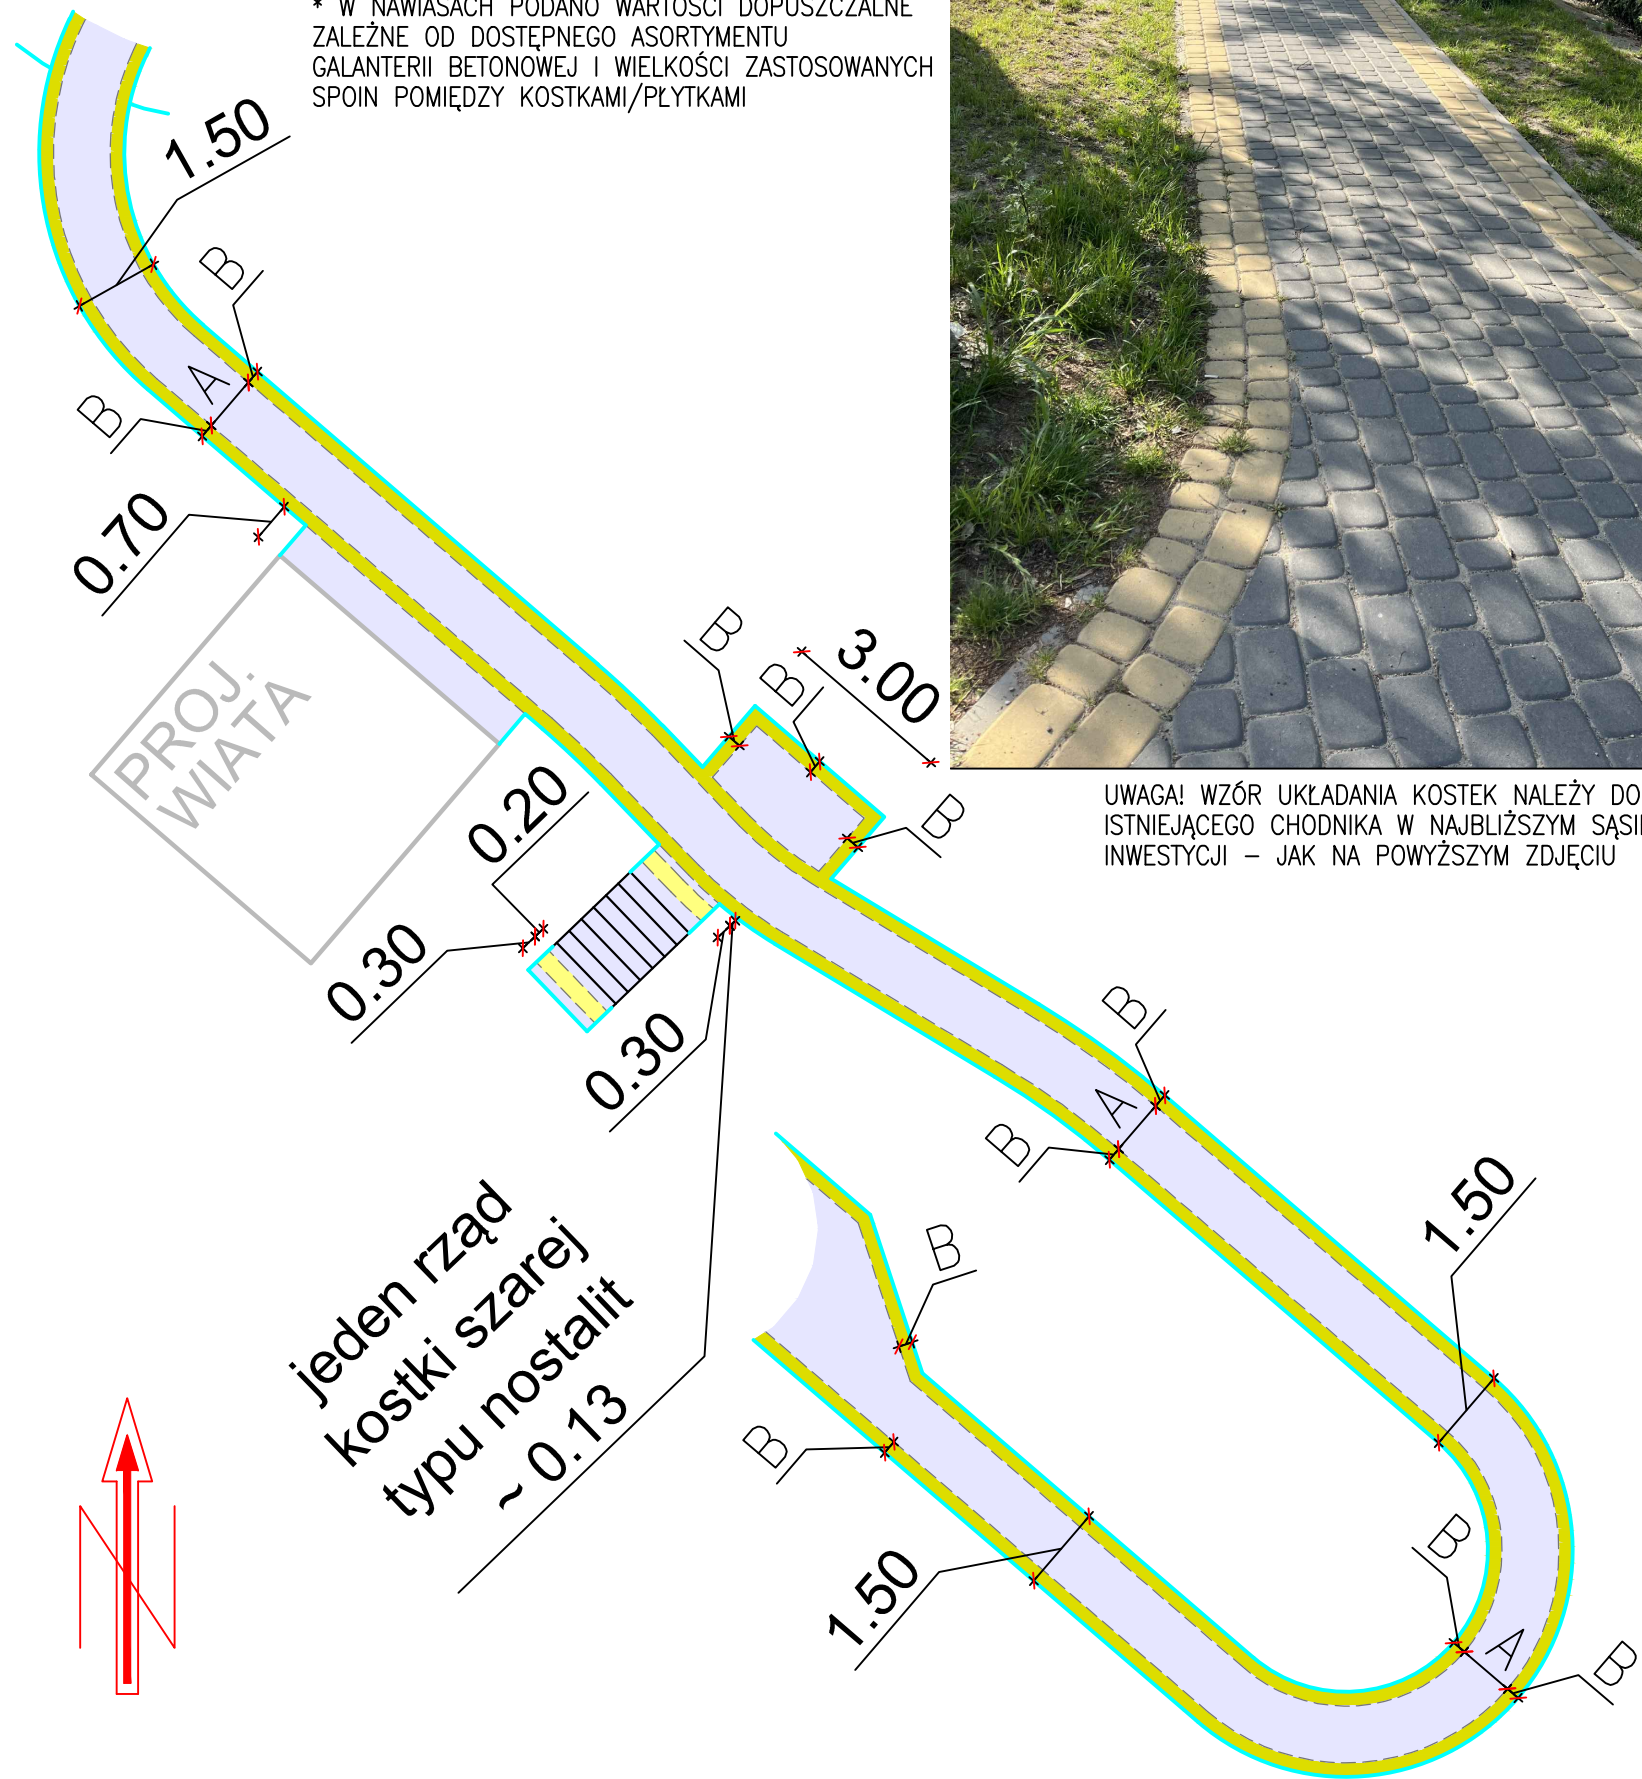 * W NAWIASACH PODANO WARTOŚCI DOPUSZCZALNE
ZALEŻNE OD DOSTĘPNEGO ASORTYMENTU
GALANTERII BETONOWEJ I WIELKOŚCI ZASTOSOWANYCH
SPOIN POMIĘDZY KOSTKAMI/PŁYTKAMI
1.50
B
A
B
0.70
PROJ.
WIATA
B
B
3.00
B
0.20
0.30
0.30
UWAGA! WZÓR UKŁADANIA KOSTEK NALEŻY DO
ISTNIEJĄCEGO CHODNIKA W NAJBLIŻSZYM
INWESTYCJI – JAK NA POWYŻSZYM ZDJĘCIU
B
A
B
1.50
jeden rząd
kostki szarej
typu nostalit
~ 0.13
B
B
1.50
B
A
B
N